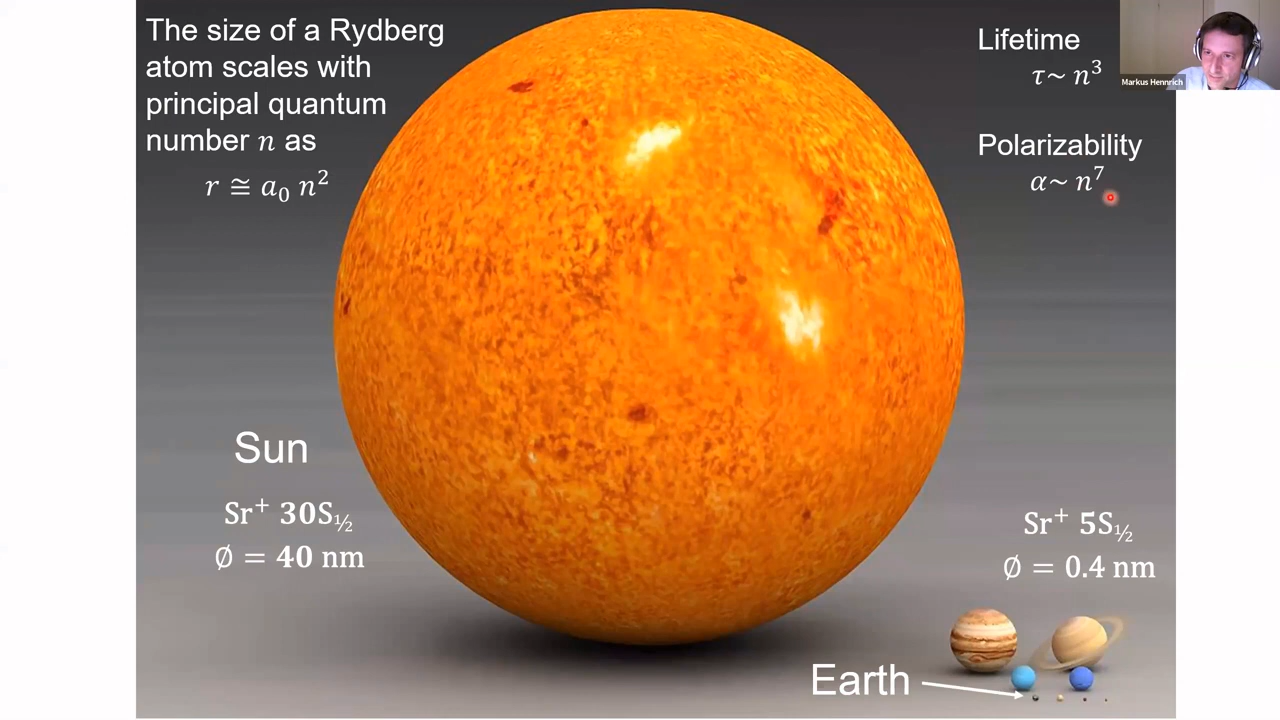 The size of a Rydberg
atom scales with
principal quantum
number n as
r ≅ a₀ n²
Lifetime
τ~ n³
Polarizability
α~ n⁷
Markus Hennrich
Sun
Sr⁺ 30S½
Ø = 40 nm
Sr⁺ 5S½
Ø = 0.4 nm
Earth